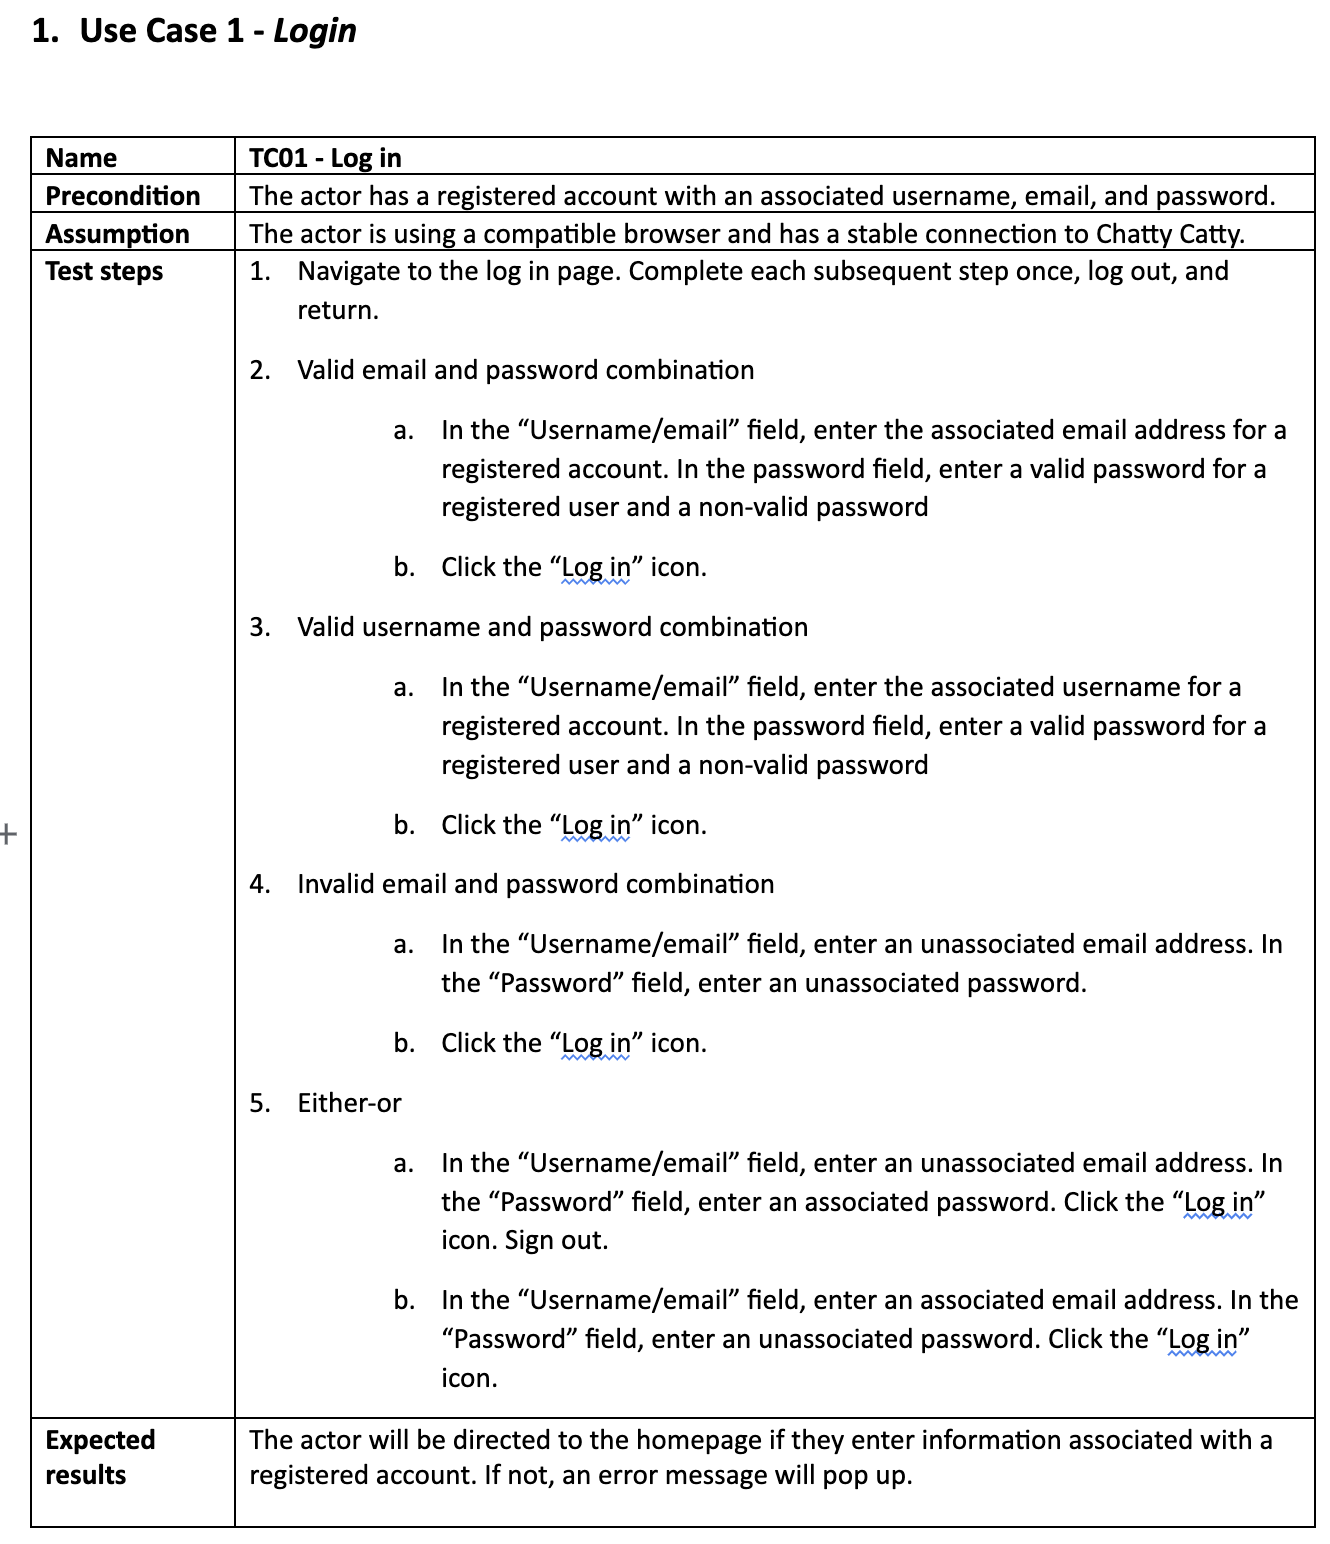 1. Use Case 1 - Login
Name
TC01 - Log in
Precondition
The actor has a registered account with an associated username, email, and password.
Assumption
The actor is using a compatible browser and has a stable connection to Chatty Catty.
Test steps
1. Navigate to the log in page. Complete each subsequent step once, log out, and
return.
2. Valid email and password combination
a. In the “Username/email” field, enter the associated email address for a
registered account. In the password field, enter a valid password for a
registered user and a non-valid password
b. Click the “Log in” icon.
3. Valid username and password combination
a. In the “Username/email” field, enter the associated username for a
registered account. In the password field, enter a valid password for a
registered user and a non-valid password
b. Click the “Log in” icon.
4. Invalid email and password combination
a. In the “Username/email” field, enter an unassociated email address. In
the “Password” field, enter an unassociated password.
b. Click the “Log in” icon.
5. Either-or
a. In the “Username/email” field, enter an unassociated email address. In
the “Password” field, enter an associated password. Click the “Log in”
icon. Sign out.
b. In the “Username/email” field, enter an associated email address. In the
“Password” field, enter an unassociated password. Click the “Log in”
icon.
Expected
results
The actor will be directed to the homepage if they enter information associated with a
registered account. If not, an error message will pop up.